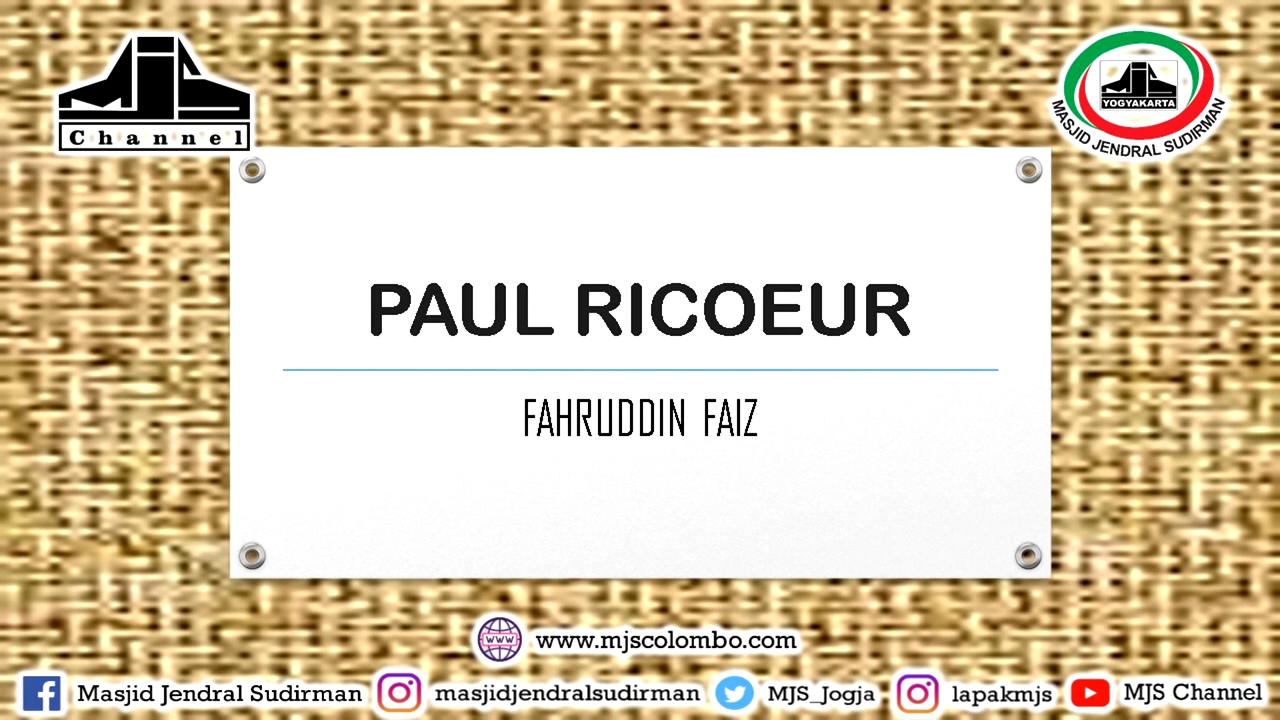 MJS
Channel
YOGYAKARTA
MASJID JENDRAL SUDIRMAN
PAUL RICOEUR
FAHRUDDIN FAIZ
WWW
www.mjscolombo.com
Masjid Jendral Sudirman
masjidjendralsudirman
MJS_Jogja
lapakmjs
MJS Channel